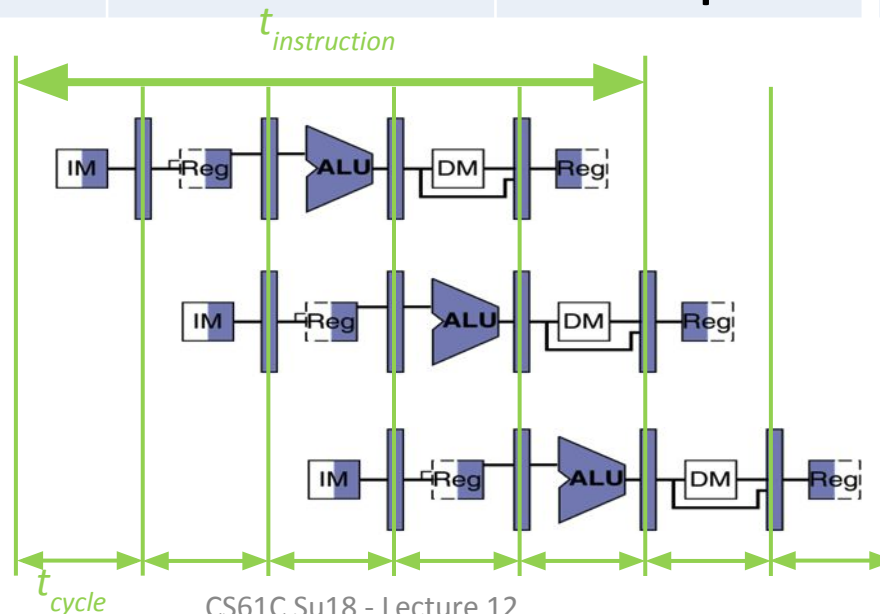 t instruction
IM Reg ALU DM Reg
IM Reg ALU DM Reg
IM Reg ALU DM Reg
t cycle
CS61C Su18 - Lecture 12